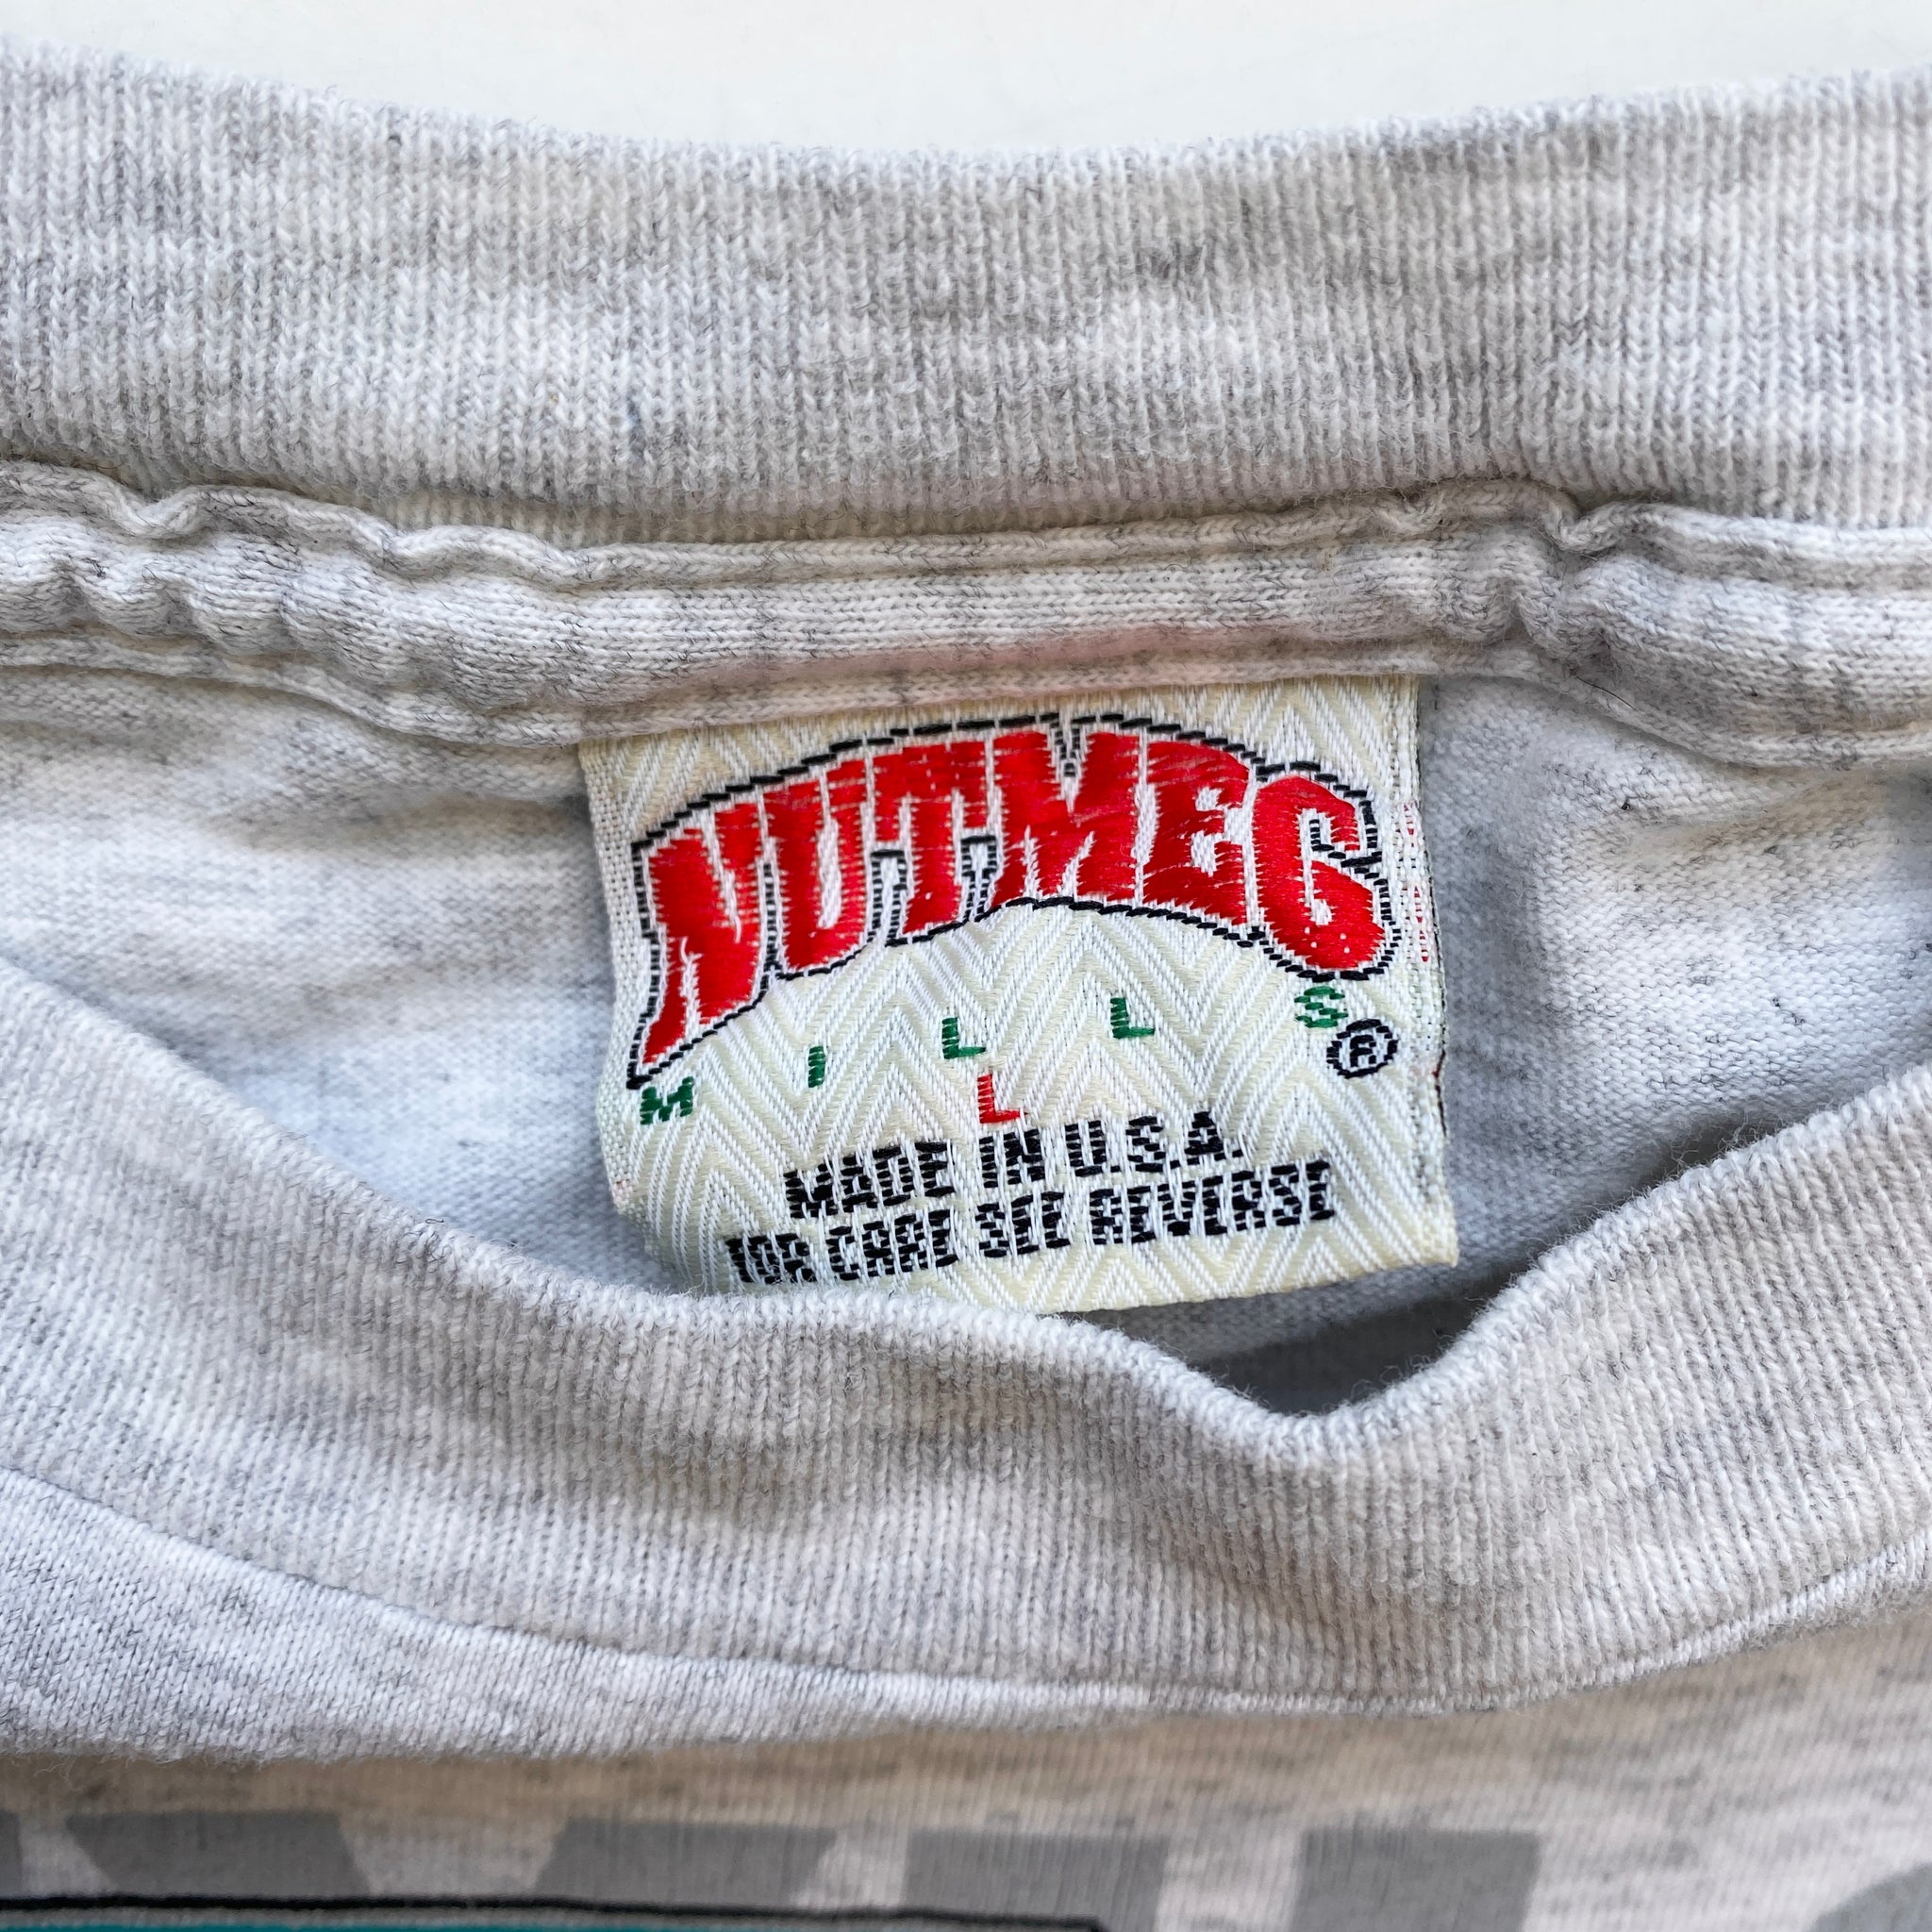 NUTMEG
MILLS®
L
MADE IN U.S.A.
FOR CARE SEE REVERSE